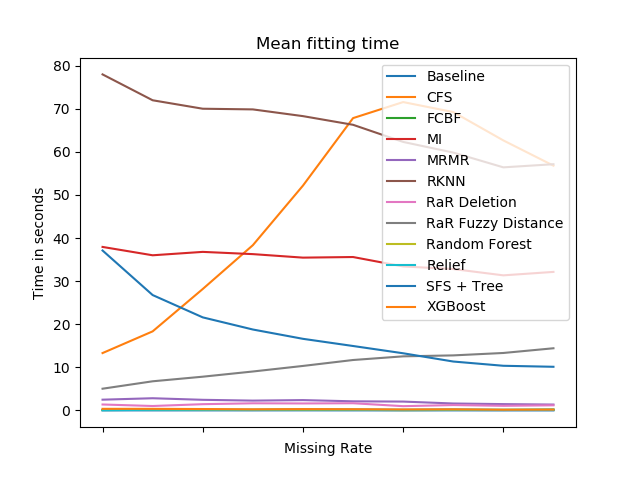 Mean fitting time
80
70
60
50
40
30
20
10
0
Time in seconds
Missing Rate
Baseline
CFS
FCBF
MI
MRMR
RKNN
RaR Deletion
RaR Fuzzy Distance
Random Forest
Relief
SFS + Tree
XGBoost